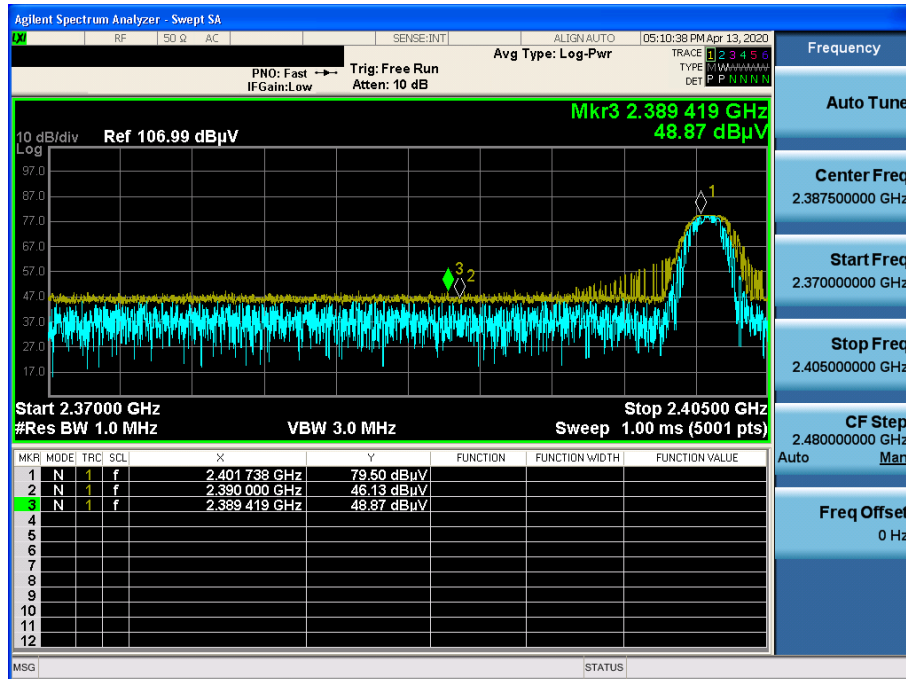 Agilent Spectrum Analyzer - Swept SA
LXI RF 50 Ω AC SENSE:INT ALIGN AUTO 05:10:38 PM Apr 13, 2020
PNO: Fast
IFGain:Low
Trig: Free Run
Atten: 10 dB
Avg Type: Log-Pwr
TRACE 1 2 3 4 5 6
TYPE M W W W W W
DET P P N N N N
Mkr3 2.389 419 GHz
48.87 dBµV
10 dB/div Ref 106.99 dBµV
Log
97.0
87.0
77.0
67.0
57.0
47.0
37.0
27.0
17.0
1
3
2
Start 2.37000 GHz Stop 2.40500 GHz
#Res BW 1.0 MHz VBW 3.0 MHz Sweep 1.00 ms (5001 pts)
MKR MODE TRC SCL X Y FUNCTION FUNCTION WIDTH FUNCTION VALUE
1 N 1 f 2.401 738 GHz 79.50 dBµV
2 N 1 f 2.390 000 GHz 46.13 dBµV
3 N 1 f 2.389 419 GHz 48.87 dBµV
4
5
6
7
8
9
10
11
12
MSG STATUS
Frequency
Auto Tune
Center Freq
2.387500000 GHz
Start Freq
2.370000000 GHz
Stop Freq
2.405000000 GHz
CF Step
2.480000000 GHz
Auto Man
Freq Offset
0 Hz